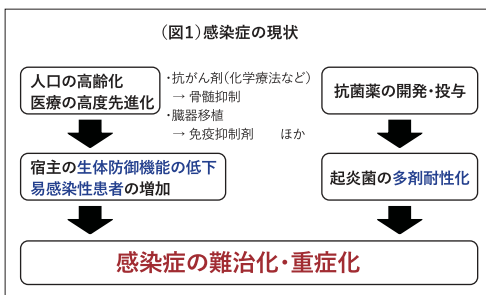 (図1)感染症の現状
人口の高齢化
医療の高度先進化
・抗がん剤(化学療法など)
→ 骨髄抑制
・臓器移植
→ 免疫抑制剤 ほか
抗菌薬の開発・投与
宿主の生体防御機能の低下
易感染性患者の増加
起炎菌の多剤耐性化
感染症の難治化・重症化